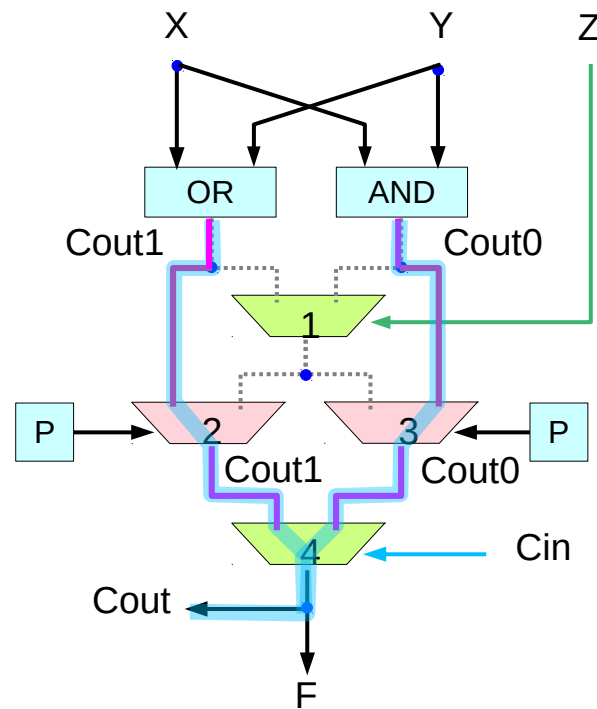 X Y Z
OR AND
Cout1 Cout0
1
P 2 3 P
Cout1 Cout0
4 Cin
Cout
F